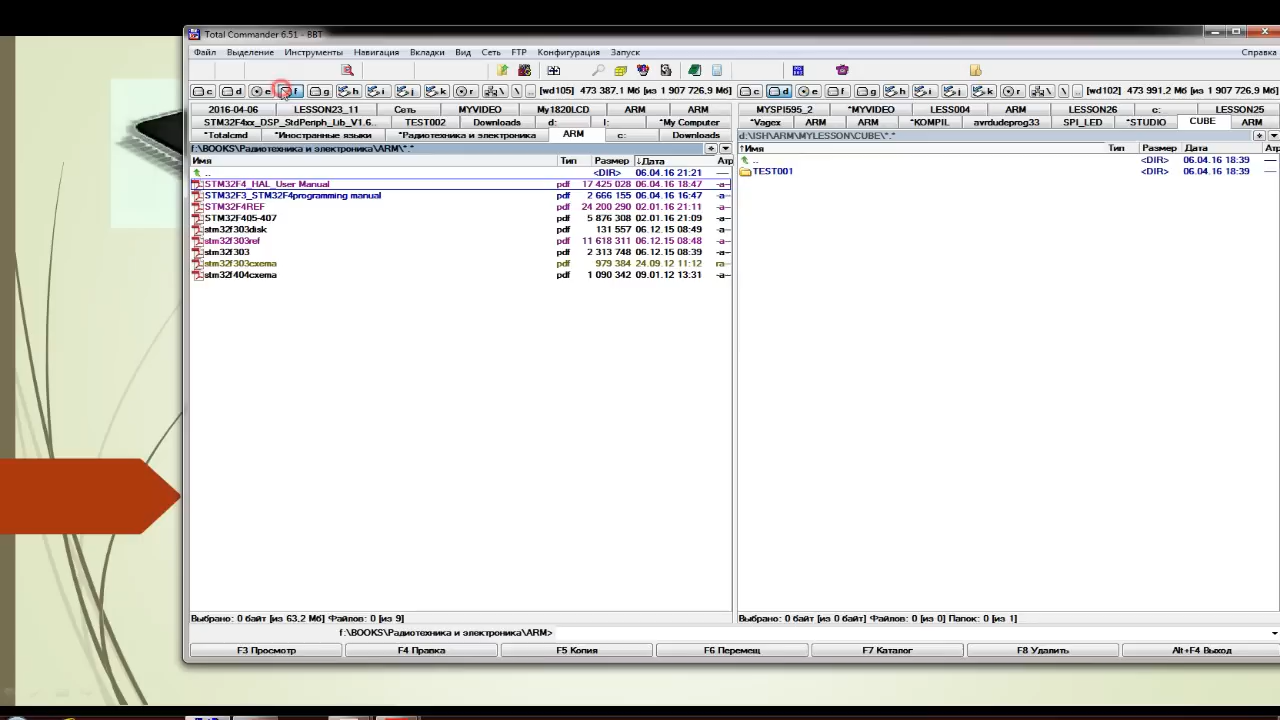 Total Commander 6.51 - BBT
Файл Выделение Инструменты Навигация Вкладки Вид Сеть FTP Конфигурация Запуск Справка
c d e f g h i j k r \ .. [wd105] 473 387.1 Мб [из 1 907 726.9 Мб] c d e f g h i j k r \ .. [wd102] 473 991.2 Мб [из 1 907 726.9 Мб]
2016-04-06 LESSON23_11 Сеть MYVIDEO My1820LCD ARM ARM
STM32F4xx_DSP_StdPeriph_Lib_V1.6... TEST002 Downloads d: l: *My Computer
*Totalcmd *Иностранные языки *Радиотехника и электроника ARM c: Downloads
MYSPI595_2 *MYVIDEO LESS004 ARM LESSON26 c: LESSON25
*Vagex ARM ARM *KOMPIL avrdudeprog33 SPI_LED *STUDIO CUBE ARM
f:\BOOKS\Радиотехника и электроника\ARM\*.*
Имя Тип Размер ↓Дата Атр
.. <DIR> 06.04.16 21:21 —
STM32F4_HAL_User Manual pdf 17 425 028 06.04.16 18:47 -a-
STM32F3_STM32F4programming manual pdf 2 666 155 06.04.16 16:47 -a-
STM32F4REF pdf 24 200 290 02.01.16 21:11 -a-
STM32F405-407 pdf 5 876 308 02.01.16 21:09 -a-
stm32f303disk pdf 131 557 06.12.15 08:49 -a-
stm32f303ref pdf 11 618 311 06.12.15 08:48 -a-
stm32f303 pdf 2 313 748 06.12.15 08:39 -a-
stm32f303cxema pdf 979 384 24.09.12 11:12 ra-
stm32f404cxema pdf 1 090 342 09.01.12 13:31 -a-
d:\ISH\ARM\MYLESSON\CUBE\*.*
↑Имя Тип Размер Дата Атр
.. <DIR> 06.04.16 18:39 —
TEST001 <DIR> 06.04.16 18:39 —
Выбрано: 0 байт [из 63,2 Мб] Файлов: 0 [из 9]
Выбрано: 0 байт [из 0 байт] Файлов: 0 [из 0] Папок: 0 [из 1]
f:\BOOKS\Радиотехника и электроника\ARM>
F3 Просмотр F4 Правка F5 Копия F6 Перемещ F7 Каталог F8 Удалить Alt+F4 Выход